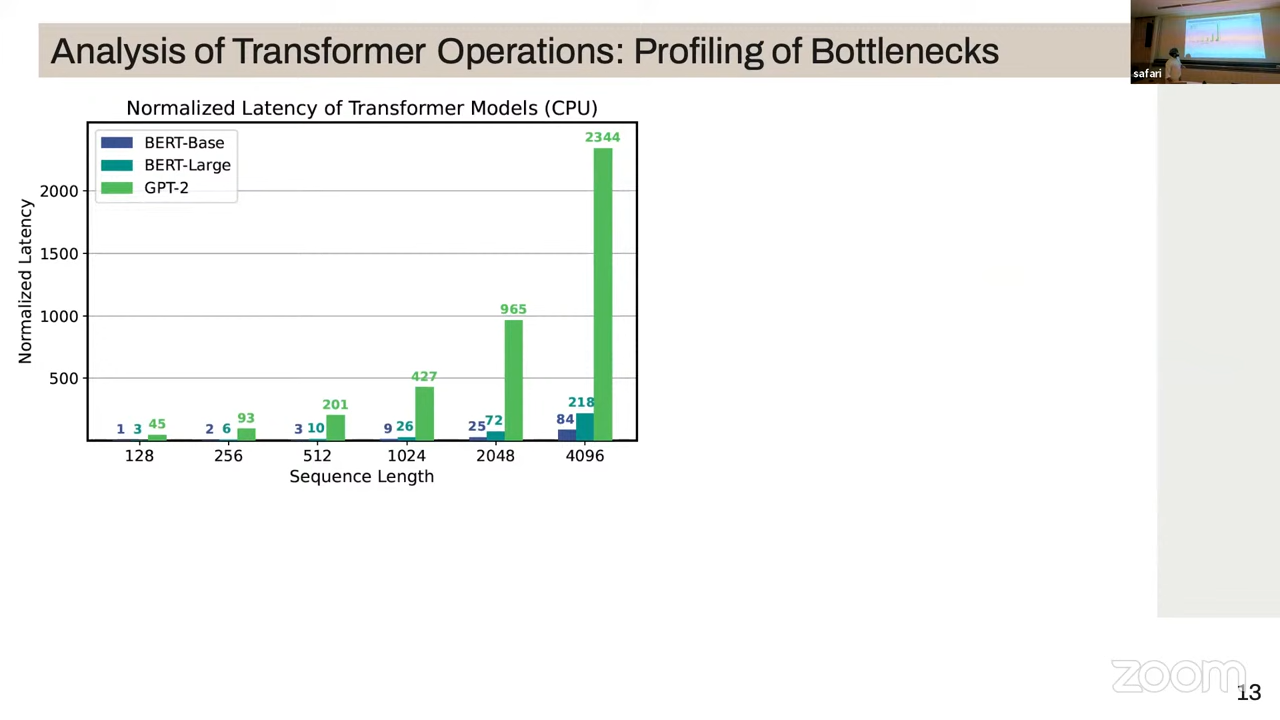 Analysis of Transformer Operations: Profiling of Bottlenecks
safari
Normalized Latency of Transformer Models (CPU)
BERT-Base
BERT-Large
GPT-2
Normalized Latency
2000
1500
1000
500
1 3 45
2 6 93
3 10 201
9 26 427
25 72 965
84 218 2344
128 256 512 1024 2048 4096
Sequence Length
zoom
13